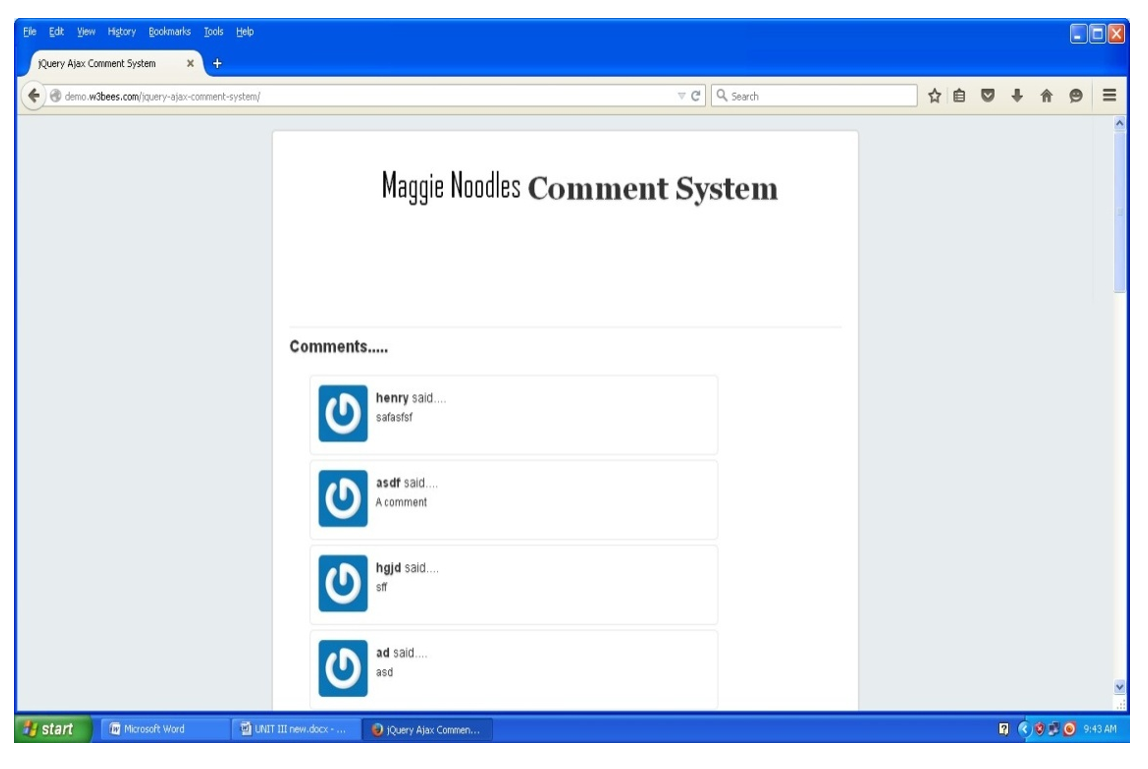 File Edit View History Bookmarks Tools Help
jQuery Ajax Comment System × +
demo.w3bees.com/jquery-ajax-comment-system/ Search
Maggie Noodles Comment System
Comments.....
henry said....
safasfsf
asdf said....
A comment
hgjd said....
sff
ad said....
asd
start Microsoft Word UNIT III new.docx - ... jQuery Ajax Commen... 9:43 AM